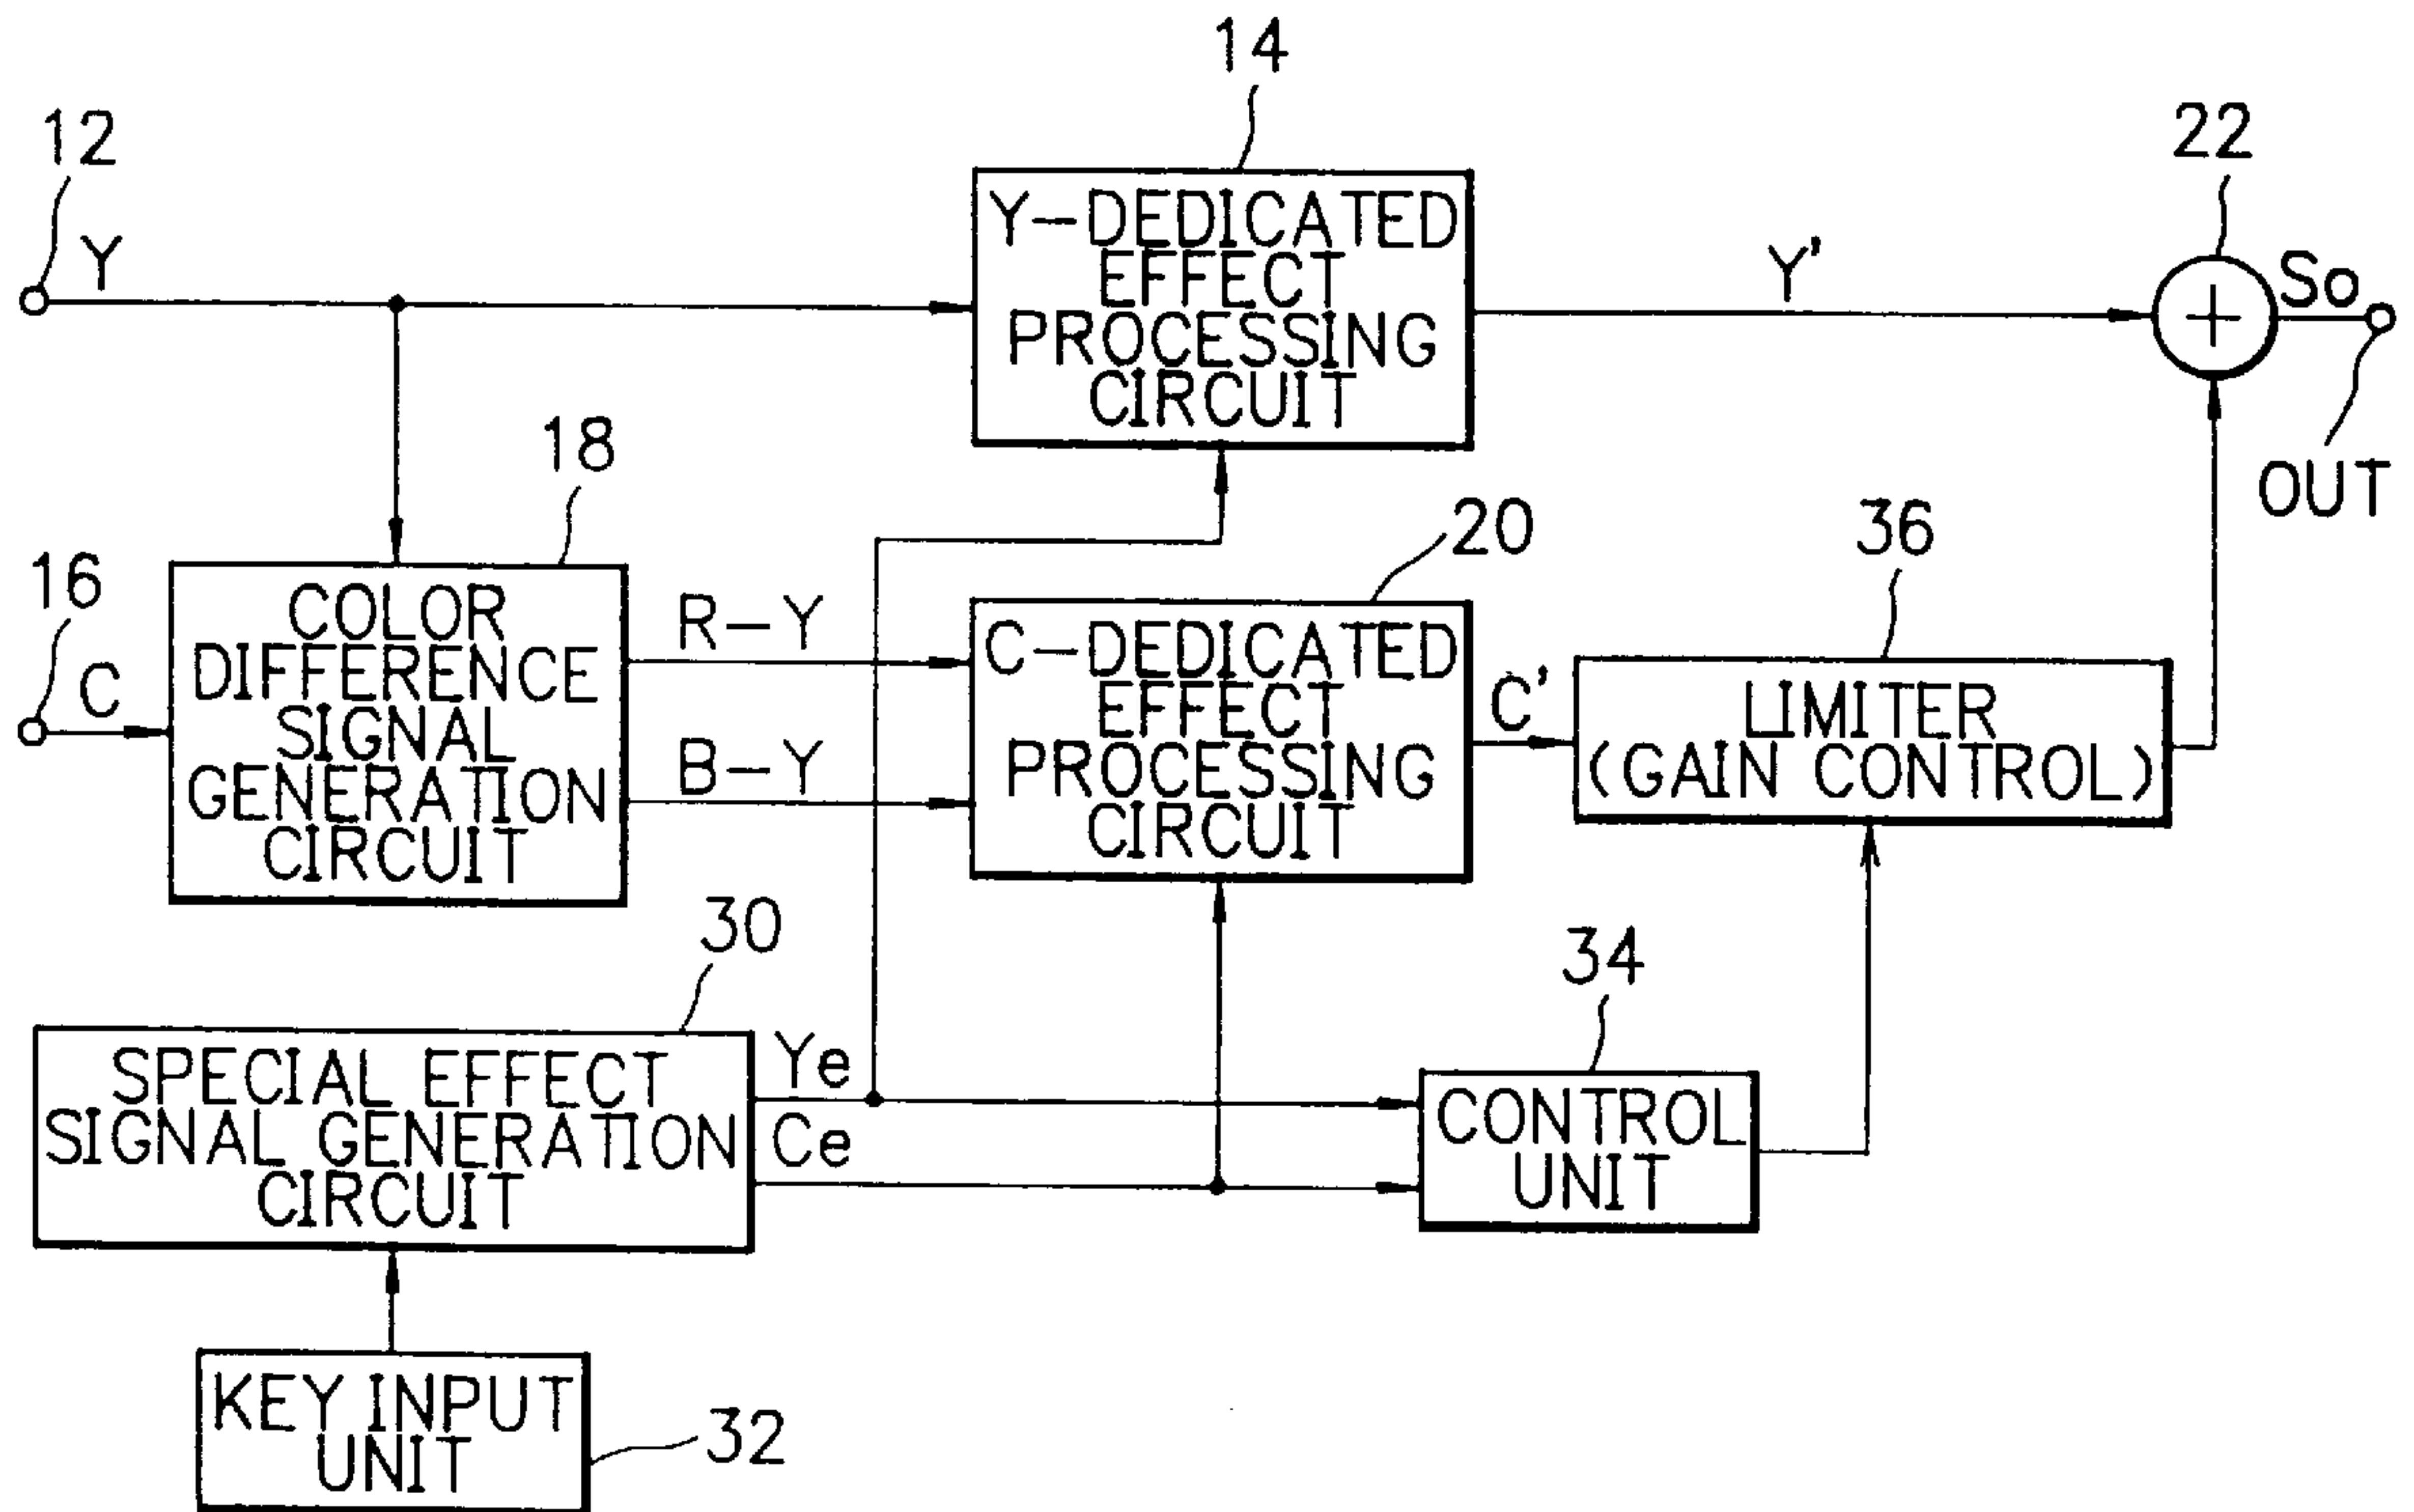 14
12
22
Y
Y-DEDICATED
EFFECT
PROCESSING
CIRCUIT
Y'
So
OUT
18
16
C
COLOR
DIFFERENCE
SIGNAL
GENERATION
CIRCUIT
R-Y
B-Y
20
C-DEDICATED
EFFECT
PROCESSING
CIRCUIT
C'
36
LIMITER
(GAIN CONTROL)
30
SPECIAL EFFECT
SIGNAL GENERATION
CIRCUIT
Ye
Ce
34
CONTROL
UNIT
KEY INPUT
UNIT
32